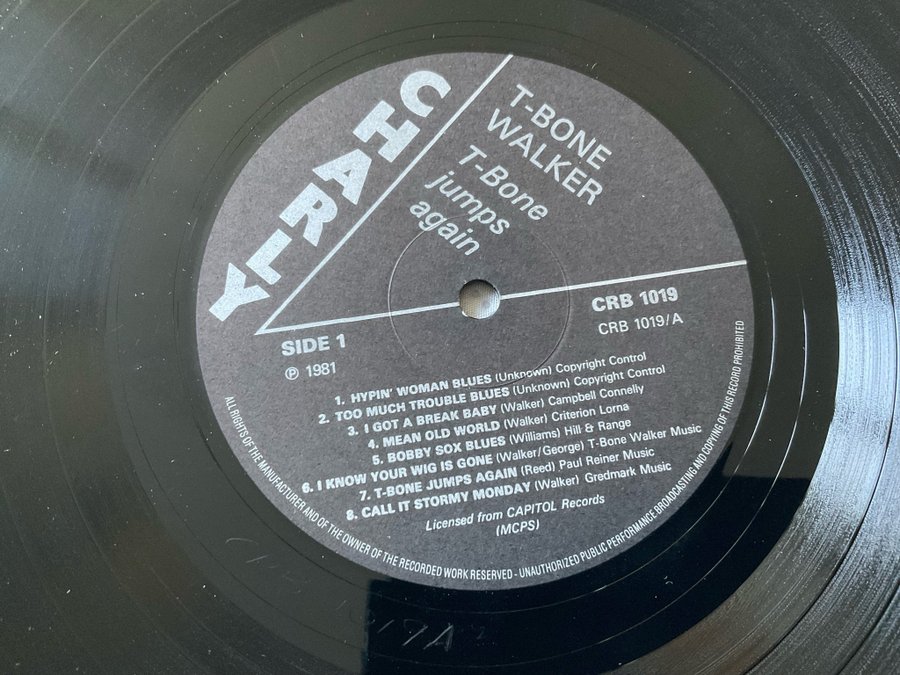 CHARLY
T-BONE
WALKER
T-Bone
jumps
again
SIDE 1
℗ 1981
CRB 1019
CRB 1019/A
1. HYPIN' WOMAN BLUES (Unknown) Copyright Control
2. TOO MUCH TROUBLE BLUES (Unknown) Copyright Control
3. I GOT A BREAK BABY (Walker) Campbell Connelly
4. MEAN OLD WORLD (Walker) Criterion Lorna
5. BOBBY SOX BLUES (Williams) Hill & Range
6. I KNOW YOUR WIG IS GONE (Walker/George) T-Bone Walker Music
7. T-BONE JUMPS AGAIN (Reed) Paul Reiner Music
8. CALL IT STORMY MONDAY (Walker) Gredmark Music
Licensed from CAPITOL Records
(MCPS)
ALL RIGHTS OF THE MANUFACTURER AND OF THE OWNER OF THE RECORDED WORK RESERVED - UNAUTHORIZED PUBLIC PERFORMANCE BROADCASTING AND COPYING OF THIS RECORD PROHIBITED